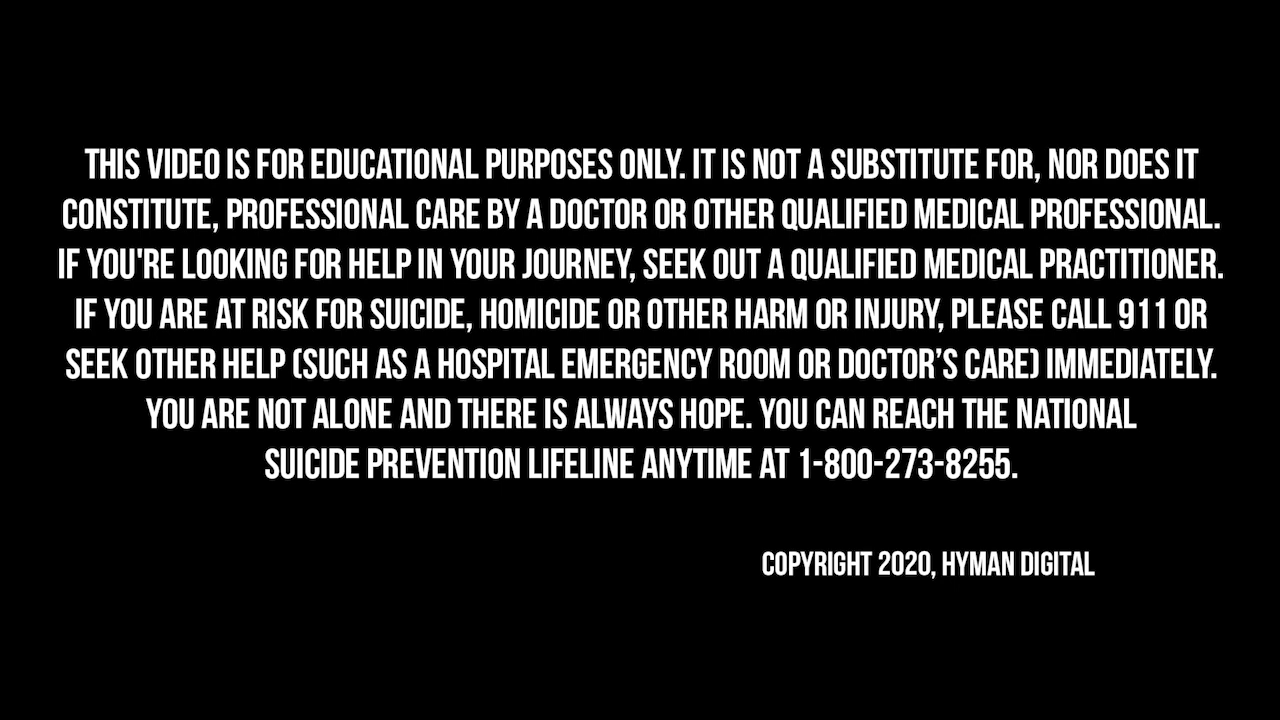 THIS VIDEO IS FOR EDUCATIONAL PURPOSES ONLY. IT IS NOT A SUBSTITUTE FOR, NOR DOES IT
CONSTITUTE, PROFESSIONAL CARE BY A DOCTOR OR OTHER QUALIFIED MEDICAL PROFESSIONAL.
IF YOU'RE LOOKING FOR HELP IN YOUR JOURNEY, SEEK OUT A QUALIFIED MEDICAL PRACTITIONER.
IF YOU ARE AT RISK FOR SUICIDE, HOMICIDE OR OTHER HARM OR INJURY, PLEASE CALL 911 OR
SEEK OTHER HELP (SUCH AS A HOSPITAL EMERGENCY ROOM OR DOCTOR’S CARE) IMMEDIATELY.
YOU ARE NOT ALONE AND THERE IS ALWAYS HOPE. YOU CAN REACH THE NATIONAL
SUICIDE PREVENTION LIFELINE ANYTIME AT 1-800-273-8255.
COPYRIGHT 2020, HYMAN DIGITAL